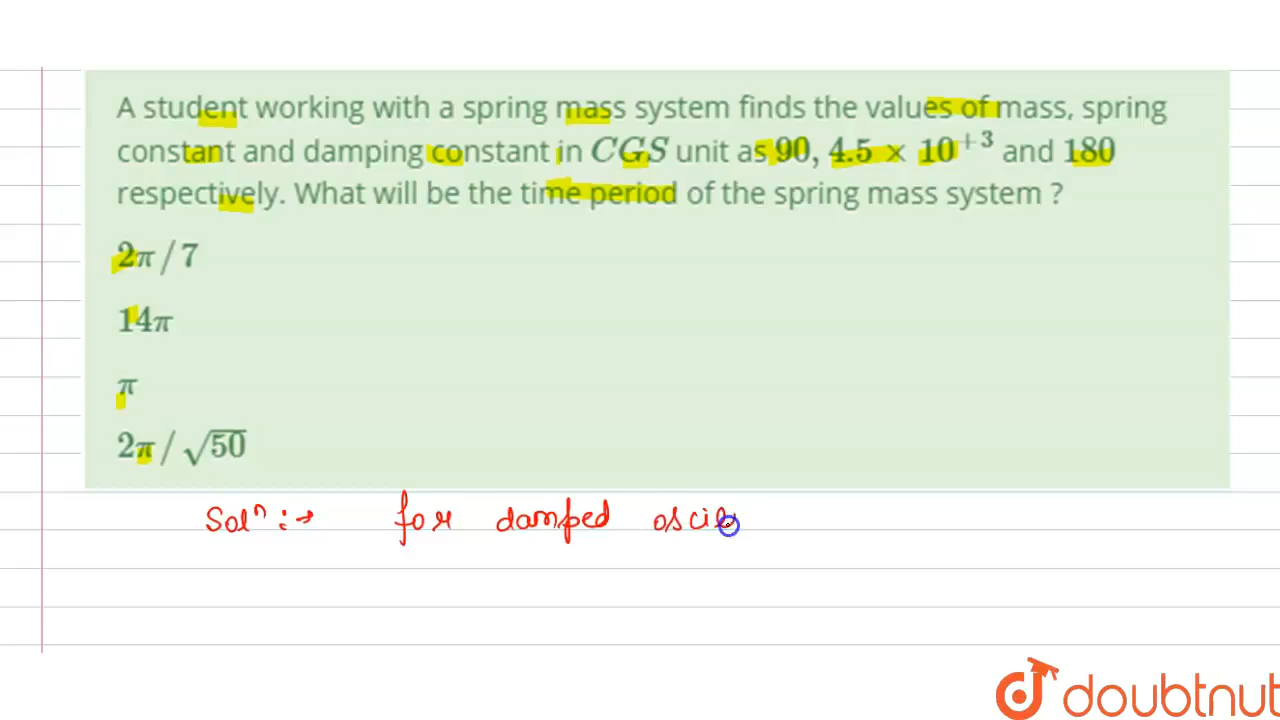 A student working with a spring mass system finds the values of mass, spring
constant and damping constant in CGS unit as 90, 4.5 × 10⁺³ and 180
respectively. What will be the time period of the spring mass system ?
2π / 7
14π
π
2π / √50
Solⁿ :→ for damped oscil
doubtnut